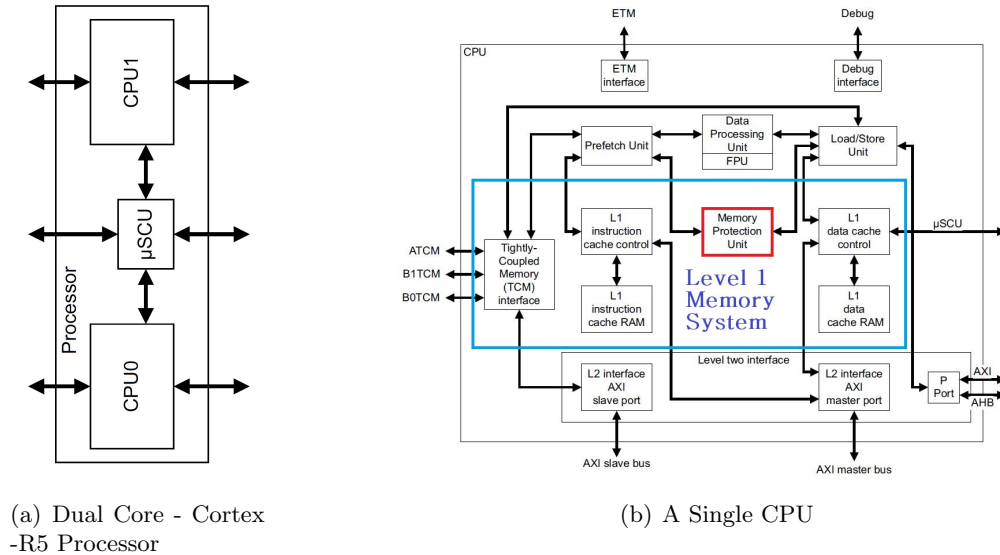 CPU1
µSCU
Processor
CPU0
(a) Dual Core - Cortex
-R5 Processor
ETM
Debug
CPU
ETM
interface
Debug
interface
Prefetch Unit
Data
Processing
Unit
FPU
Load/Store
Unit
L1
instruction
cache control
Memory
Protection
Unit
L1
data cache
control
µSCU
ATCM
B1TCM
B0TCM
Tightly-
Coupled
Memory
(TCM)
interface
L1
instruction
cache RAM
Level 1
Memory
System
L1
data
cache RAM
Level two interface
L2 interface
AXI
slave port
L2 interface
AXI
master port
P
Port
AXI
AHB
AXI slave bus
AXI master bus
(b) A Single CPU